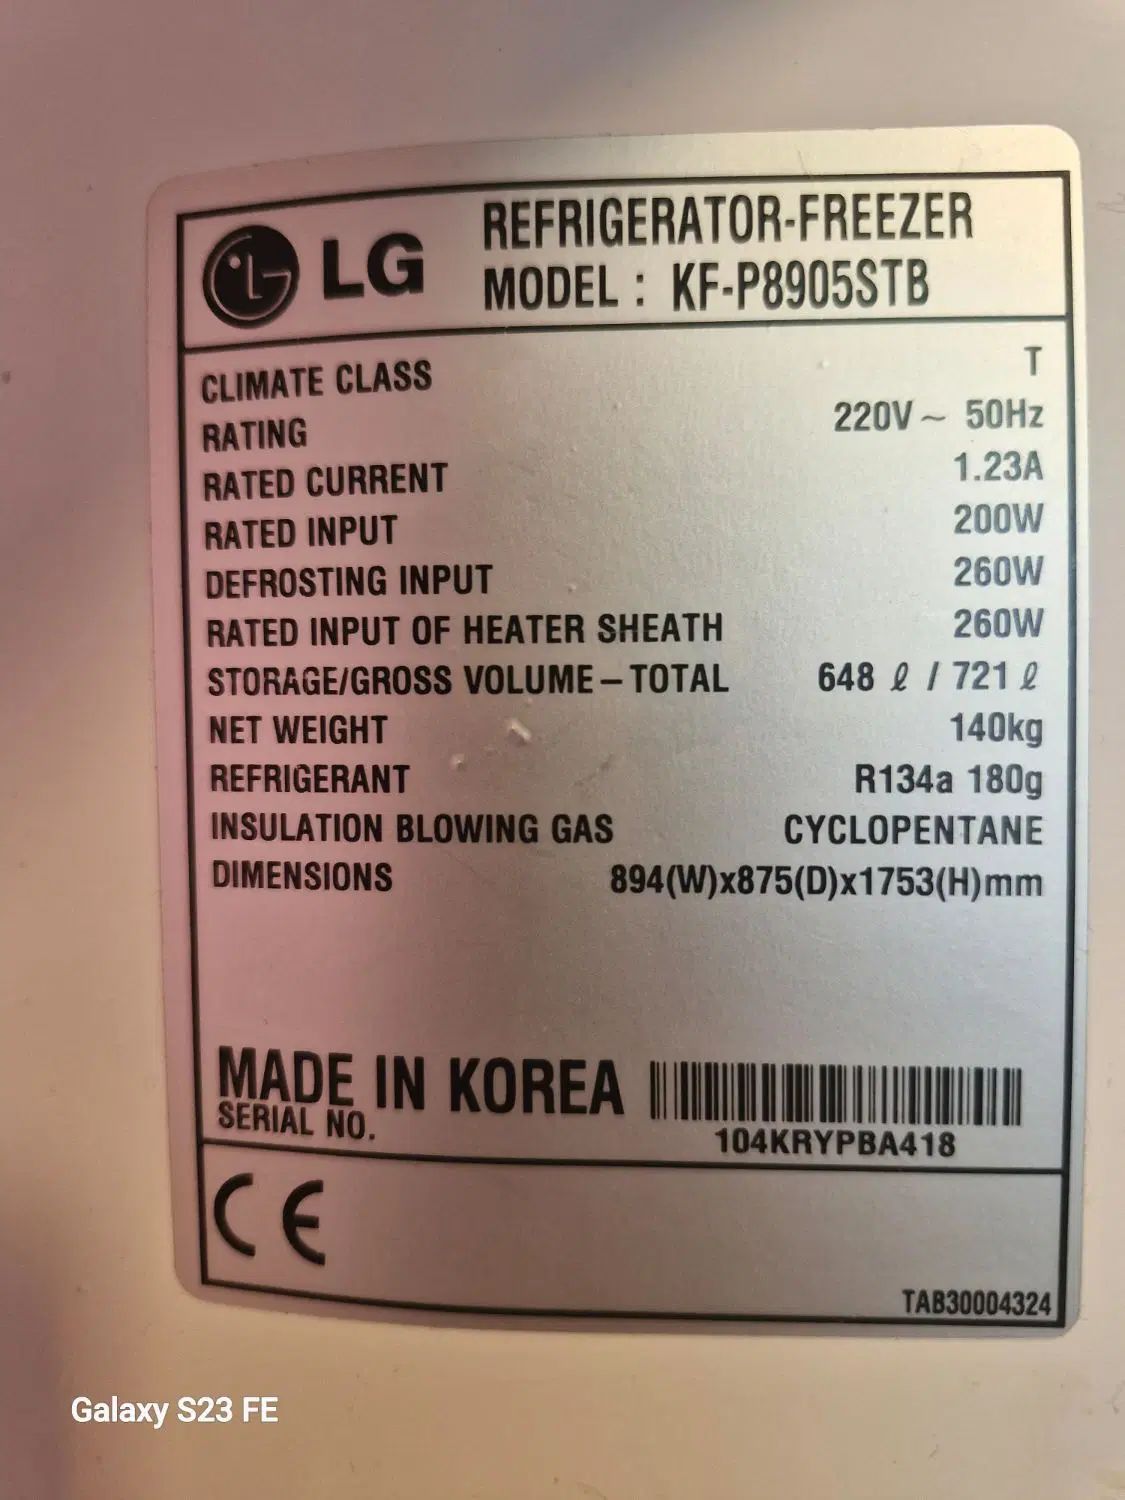 LG
REFRIGERATOR-FREEZER
MODEL : KF-P8905STB
CLIMATE CLASS T
RATING 220V ~ 50Hz
RATED CURRENT 1.23A
RATED INPUT 200W
DEFROSTING INPUT 260W
RATED INPUT OF HEATER SHEATH 260W
STORAGE/GROSS VOLUME – TOTAL 648 ℓ / 721 ℓ
NET WEIGHT 140kg
REFRIGERANT R134a 180g
INSULATION BLOWING GAS CYCLOPENTANE
DIMENSIONS 894(W)x875(D)x1753(H)mm
MADE IN KOREA
SERIAL NO. 104KRYPBA418
CE
TAB30004324
Galaxy S23 FE